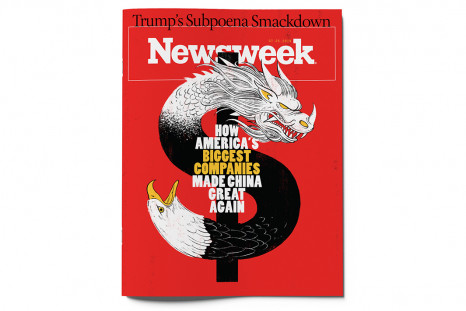 Trump's Subpoena Smackdown
Newsweek
HOW
AMERICA'S
BIGGEST
COMPANIES
MADE CHINA
GREAT
AGAIN